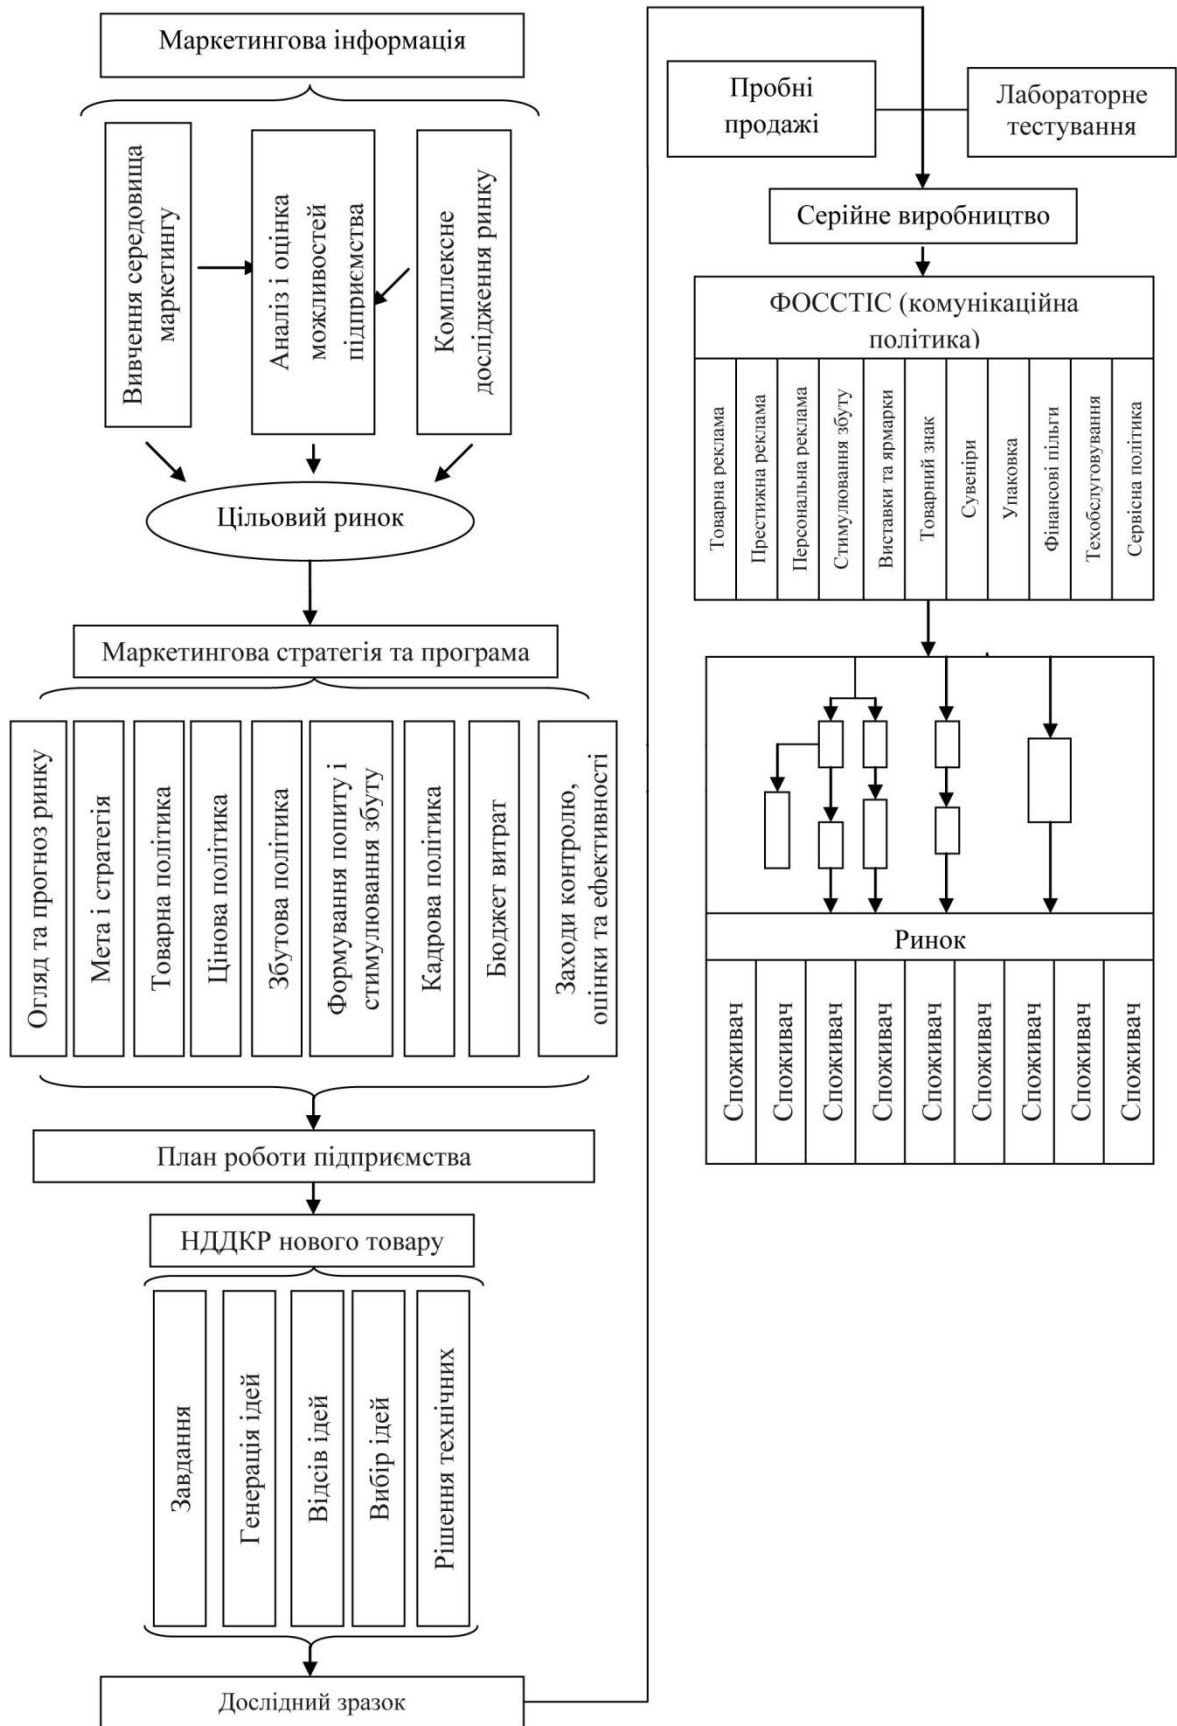 Маркетингова інформація
Вивчення середовища
маркетингу
Аналіз і оцінка
можливостей
підприємства
Комплексне
дослідження ринку
Цільовий ринок
Маркетингова стратегія та програма
Огляд та прогноз ринку
Мета і стратегія
Товарна політика
Цінова політика
Збутова політика
Формування попиту і
стимулювання збуту
Кадрова політика
Бюджет витрат
Заходи контролю,
оцінки та ефективності
План роботи підприємства
НДДКР нового товару
Завдання
Генерація ідей
Відсів ідей
Вибір ідей
Рішення технічних
Дослідний зразок
Пробні
продажі
Лабораторне
тестування
Серійне виробництво
ФОССТІС (комунікаційна
політика)
Товарна реклама
Престижна реклама
Персональна реклама
Стимулювання збуту
Виставки та ярмарки
Товарний знак
Сувеніри
Упаковка
Фінансові пільги
Техобслуговування
Сервісна політика
Ринок
Споживач
Споживач
Споживач
Споживач
Споживач
Споживач
Споживач
Споживач
Споживач